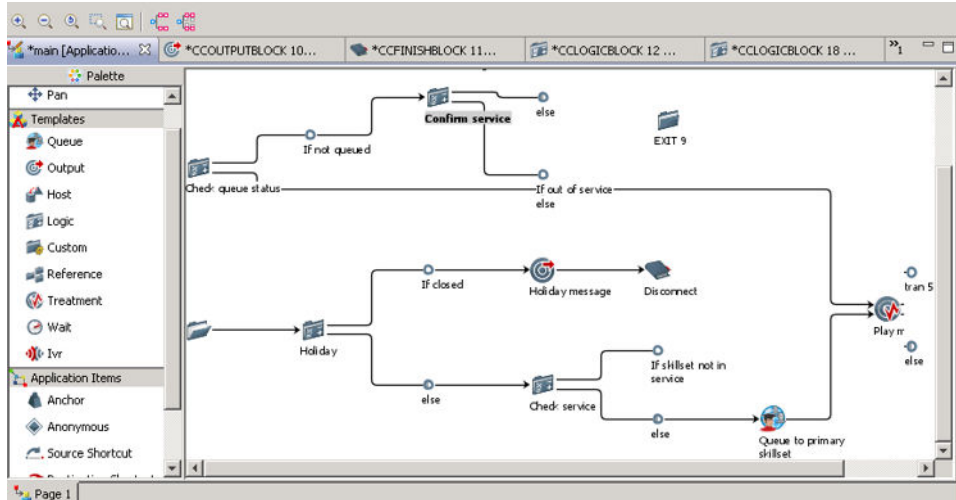 *main [Applicatio...
*CCOUTPUTBLOCK 10...
*CCFINISHBLOCK 11...
*CCLOGICBLOCK 12 ...
*CCLOGICBLOCK 18 ...
»1
Palette
Pan
Templates
Queue
Output
Host
Logic
Custom
Reference
Treatment
Wait
Ivr
Application Items
Anchor
Anonymous
Source Shortcut
Confirm service
else
EXIT 9
If not queued
Check queue status
If out of service
else
If closed
Holiday message
Disconnect
tran 5
Play m
else
Holiday
If skillset not in
service
else
Check service
else
Queue to primary
skillset
Page 1